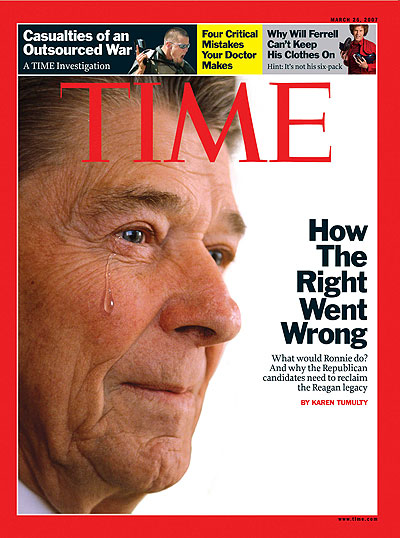 MARCH 26, 2007
Casualties of an
Outsourced War
A TIME Investigation
Four Critical
Mistakes
Your Doctor
Makes
Why Will Ferrell
Can't Keep
His Clothes On
Hint: It's not his six-pack
TIME
How
The
Right
Went
Wrong
What would Ronnie do?
And why the Republican
candidates need to reclaim
the Reagan legacy
BY KAREN TUMULTY
www.time.com